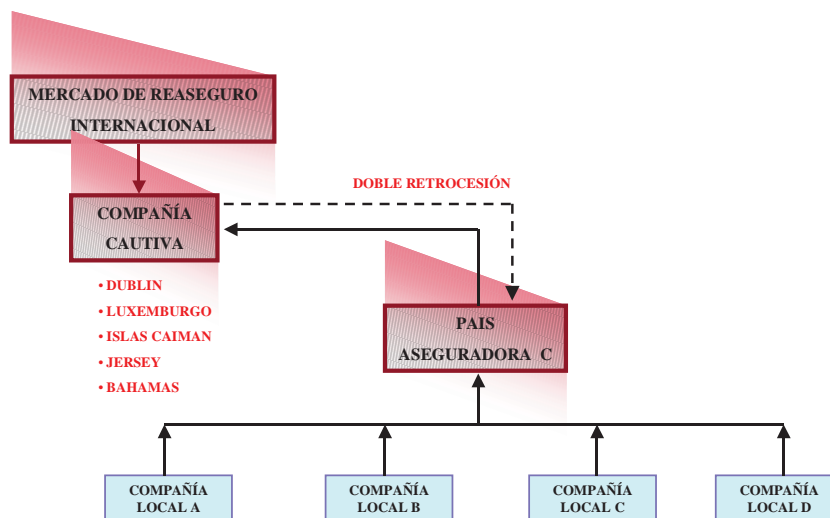 MERCADO DE REASEGURO
INTERNACIONAL
DOBLE RETROCESIÓN
COMPAÑÍA
CAUTIVA
• DUBLIN
• LUXEMBURGO
• ISLAS CAIMAN
• JERSEY
• BAHAMAS
PAIS
ASEGURADORA C
COMPAÑÍA
LOCAL A
COMPAÑÍA
LOCAL B
COMPAÑÍA
LOCAL C
COMPAÑÍA
LOCAL D